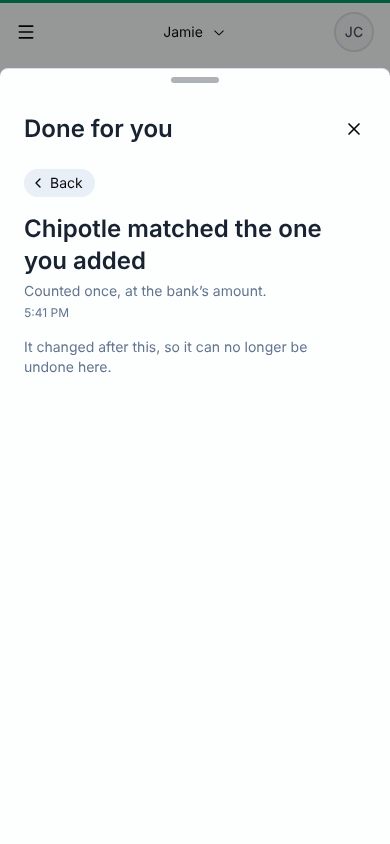 Jamie
JC
Done for you
Back
Chipotle matched the one
you added
Counted once, at the bank’s amount.
5:41 PM
It changed after this, so it can no longer be
undone here.